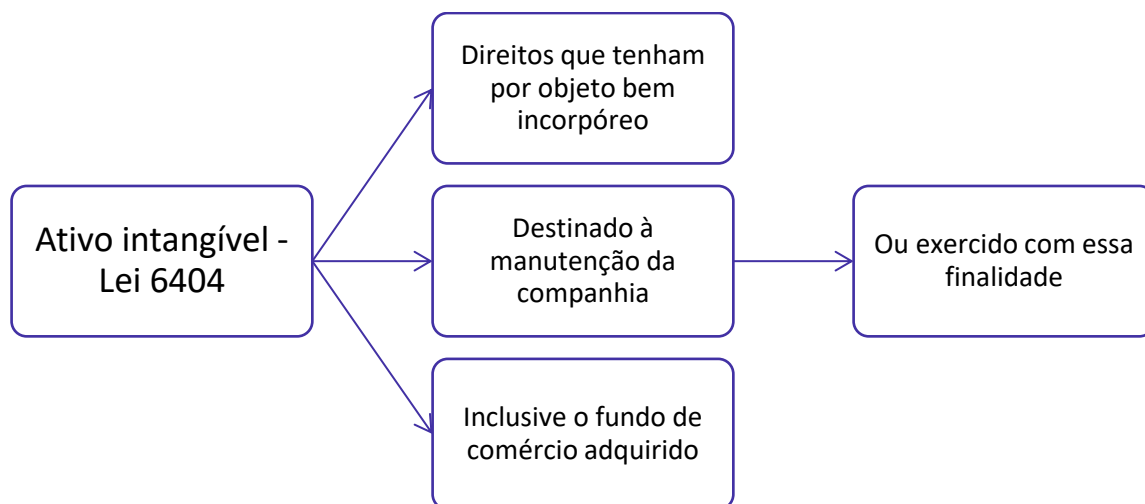 Direitos que tenham
por objeto bem
incorpóreo
Ativo intangível -
Lei 6404
Destinado à
manutenção da
companhia
Ou exercido com essa
finalidade
Inclusive o fundo de
comércio adquirido